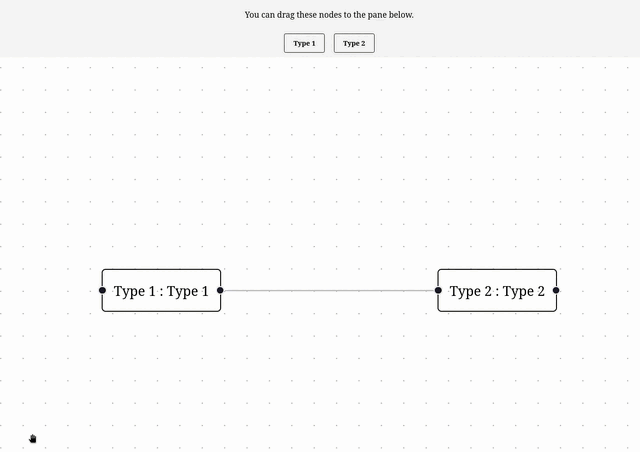 You can drag these nodes to the pane below.
Type 1
Type 2
Type 1 : Type 1
Type 2 : Type 2